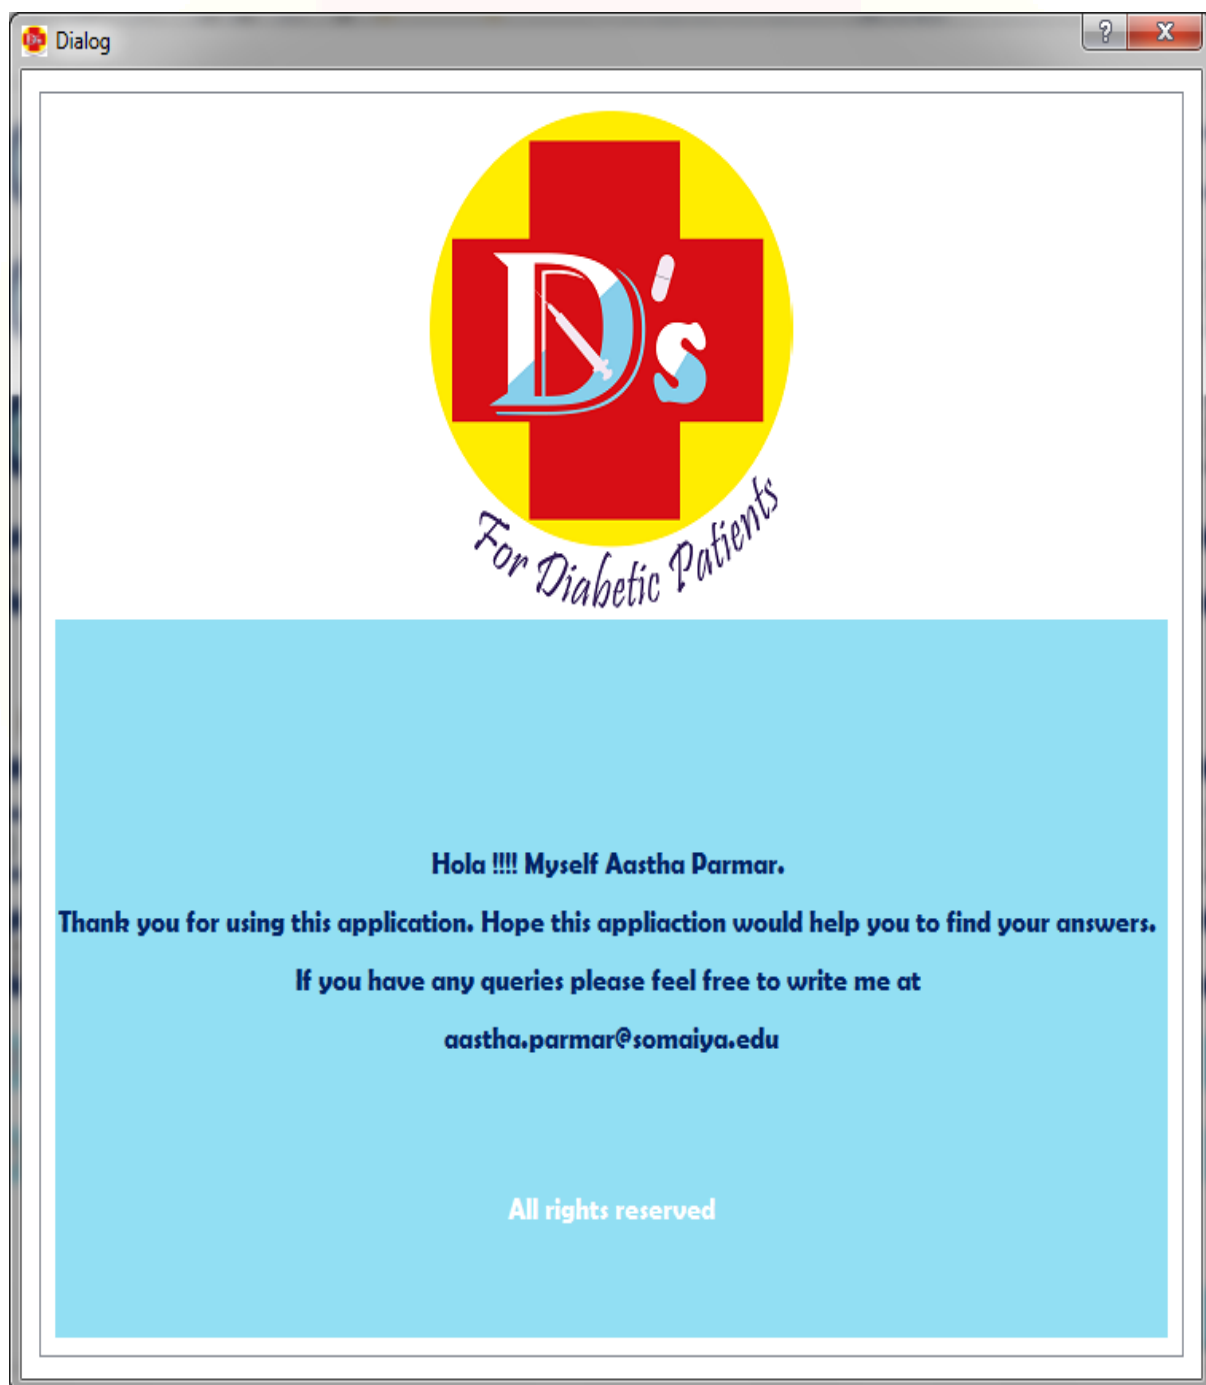 Dialog
D's
For Diabetic Patients
Hola !!!! Myself Aastha Parmar.
Thank you for using this application. Hope this appliaction would help you to find your answers.
If you have any queries please feel free to write me at
aastha.parmar@somaiya.edu
All rights reserved